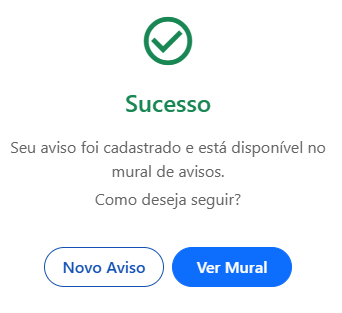 Sucesso
Seu aviso foi cadastrado e está disponível no
mural de avisos.
Como deseja seguir?
Novo Aviso
Ver Mural